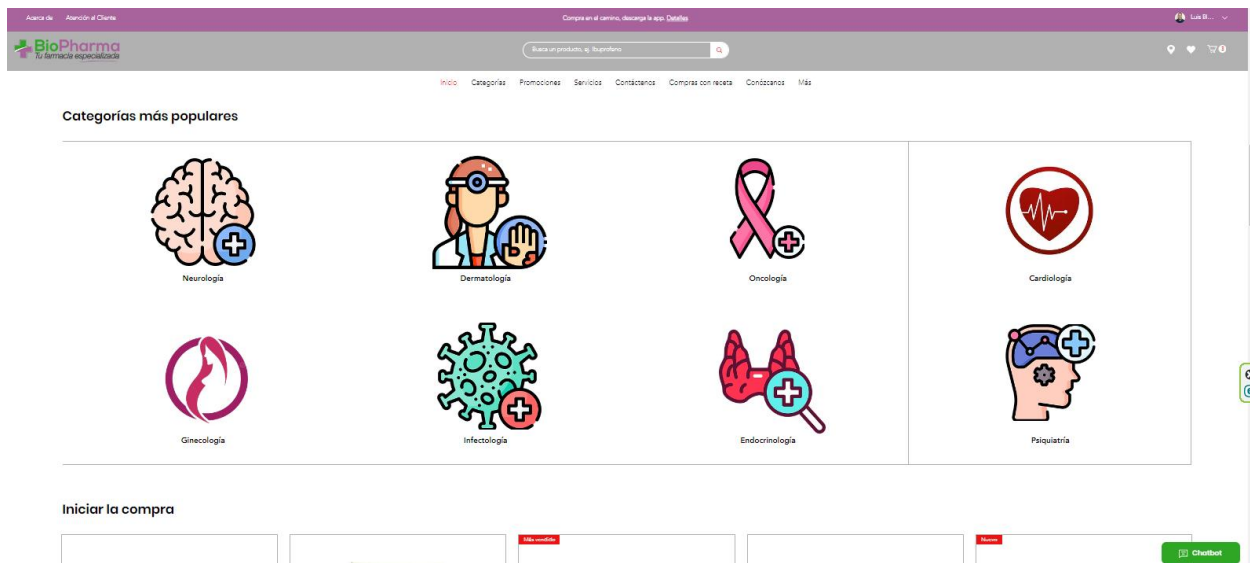 Acerca de Atención al Cliente Compra en el camino, descarga la app. Detalles Luis B...
BioPharma
Tu farmacia especializada
Busca un producto, ej. Ibuprofeno
Inicio Categorías Promociones Servicios Contáctenos Compras con receta Conózcanos Más
Categorías más populares
Neurología Dermatología Oncología Cardiología
Ginecología Infectología Endocrinología Psiquiatría
Iniciar la compra
Más vendido Nuevo
Chatbot